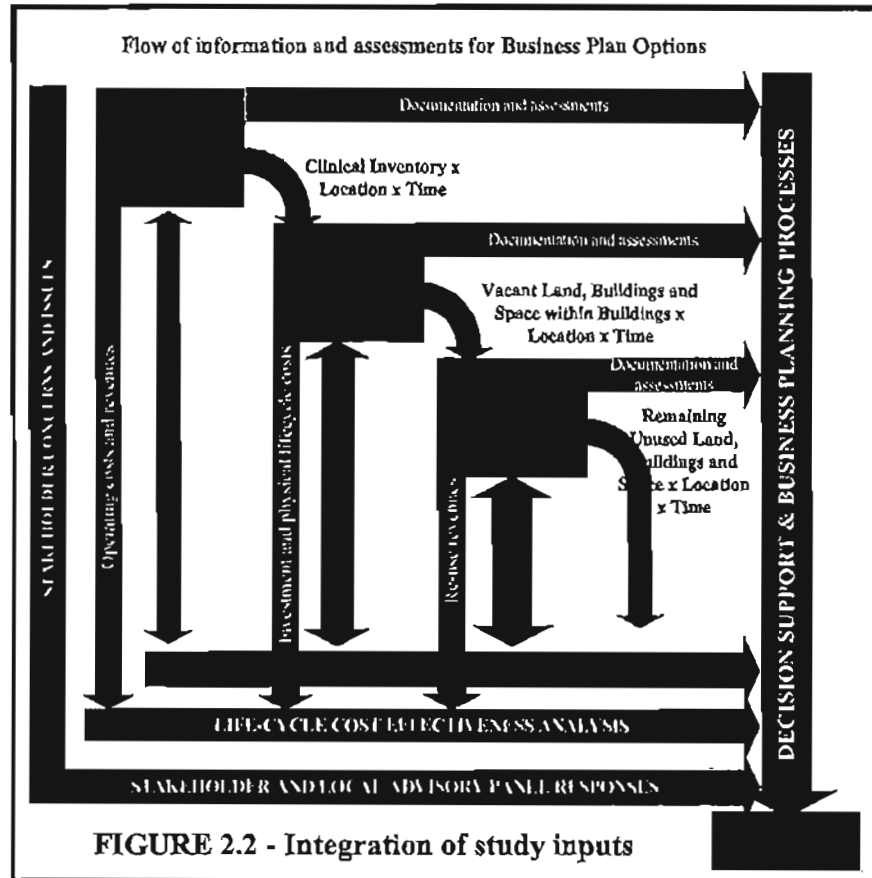 Flow of information and assessments for Business Plan Options
Documentation and assessments
Clinical Inventory x
Location x Time
Documentation and assessments
Vacant Land, Buildings and
Space within Buildings x
Location x Time
Documentation and
assessments
Remaining
Unused Land,
Buildings and
Space x Location
x Time
STAKEHOLDER CONCERNS AND ISSUES
Operating costs and revenues
Investment and physical lifecycle costs
Re-use revenues
DECISION SUPPORT & BUSINESS PLANNING PROCESSES
LIFE-CYCLE COST EFFECTIVENESS ANALYSIS
STAKEHOLDER AND LOCAL ADVISORY PANEL RESPONSES
FIGURE 2.2 - Integration of study inputs